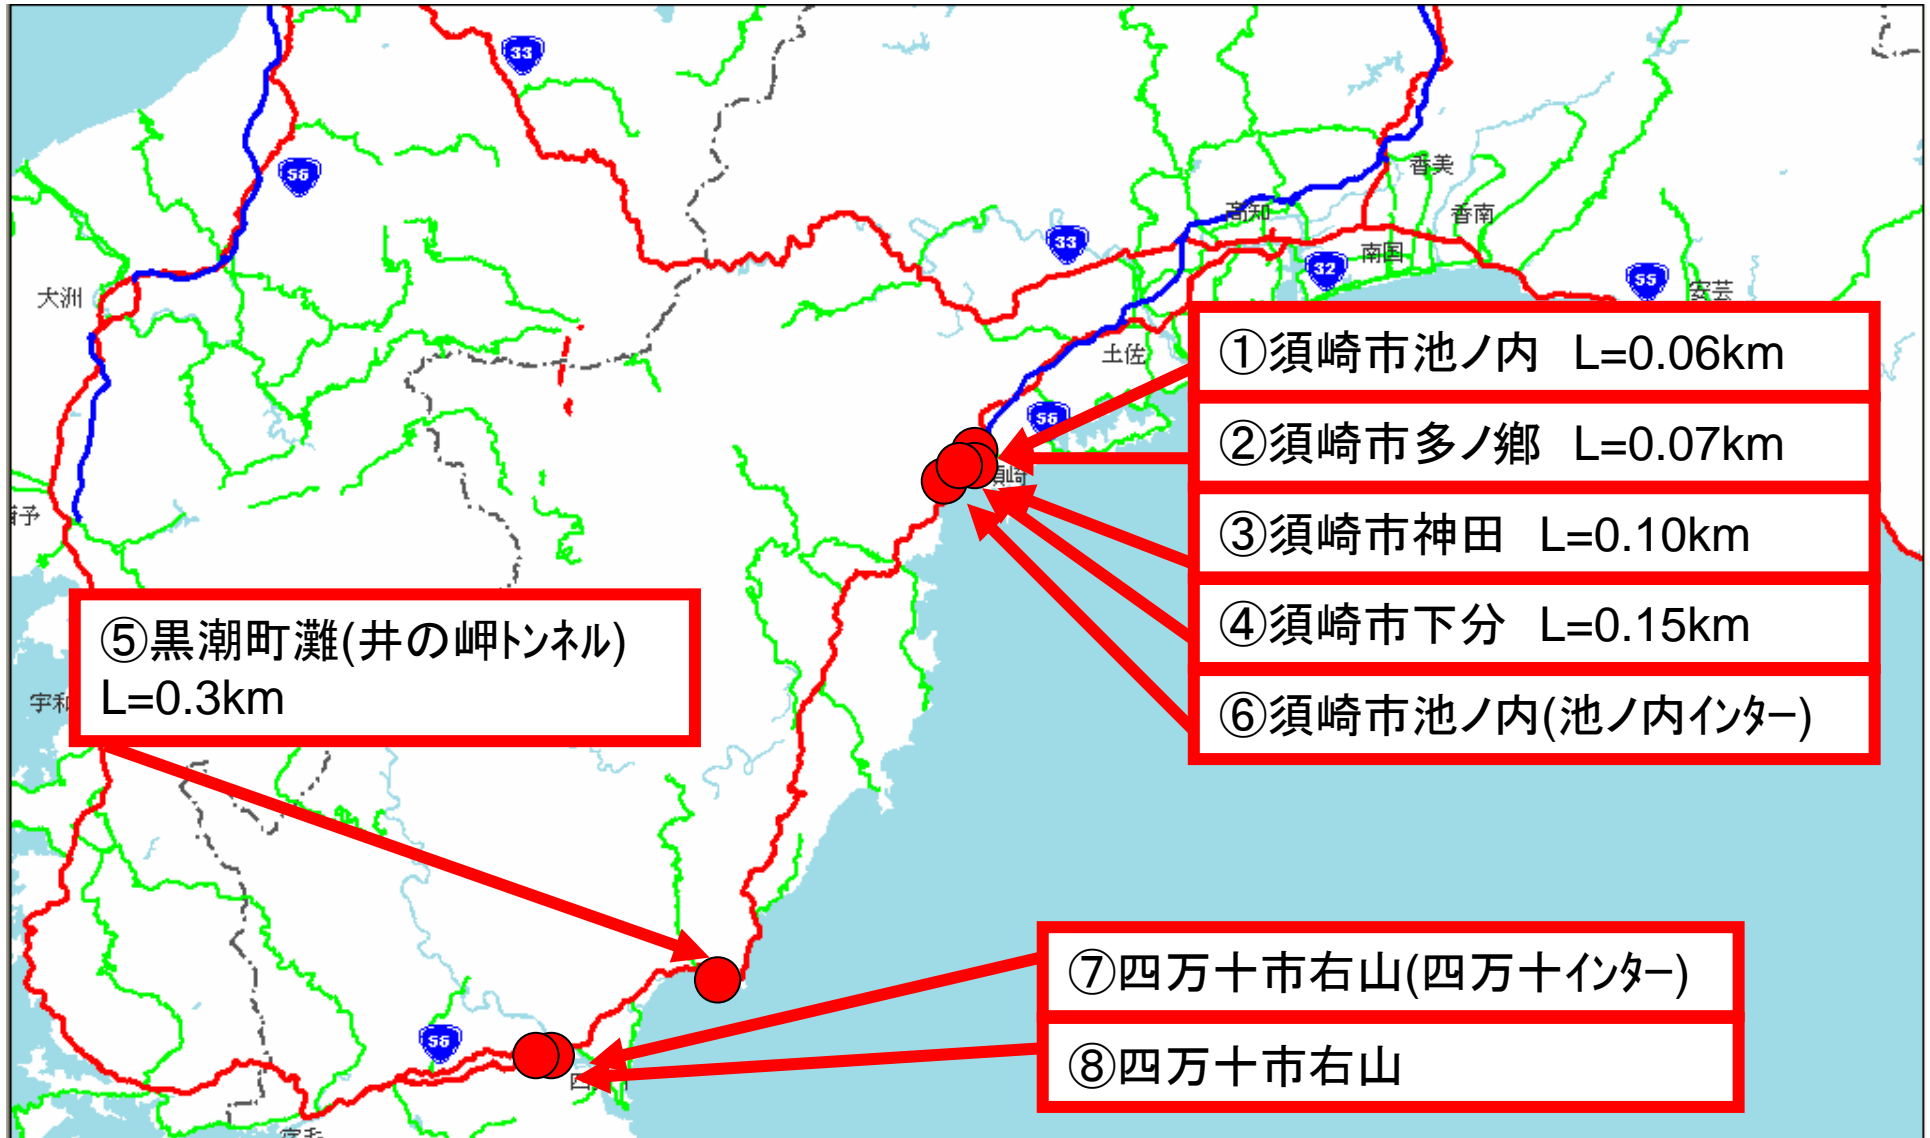 33
56
香美
高知
香南
33
南国
32
55
安芸
大洲
土佐
56
①須崎市池ノ内 L=0.06km
②須崎市多ノ郷 L=0.07km
③須崎市神田 L=0.10km
④須崎市下分 L=0.15km
⑥須崎市池ノ内(池ノ内インター)
⑤黒潮町灘(井の岬トンネル)
L=0.3km
宇和
⑦四万十市右山(四万十インター)
⑧四万十市右山
56